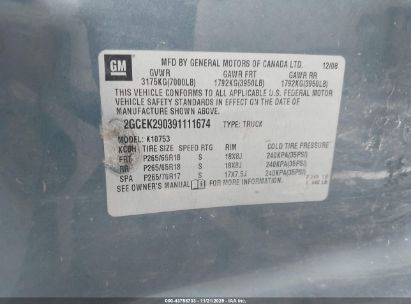 GM
MFD BY GENERAL MOTORS OF CANADA LTD. 12/08
GVWR GAWR FRT GAWR RR
3175KG(7000LB) 1792KG(3950LB) 1792KG(3950LB)
THIS VEHICLE CONFORMS TO ALL APPLICABLE U.S. FEDERAL MOTOR
VEHICLE SAFETY STANDARDS IN EFFECT ON THE DATE OF
MANUFACTURE SHOWN ABOVE.
2GCEK290391111674 TYPE: TRUCK
MODEL: K10753
TIRE SIZE SPEED RTG RIM COLD TIRE PRESSURE
FRT P265/65R18 S 18X8J 240KPA(35PSI)
RR P265/65R18 S 18X8J 240KPA(35PSI)
SPA P265/70R17 S 17X7.5J 240KPA(35PSI)
SEE OWNER'S MANUAL FOR MORE INFORMATION.